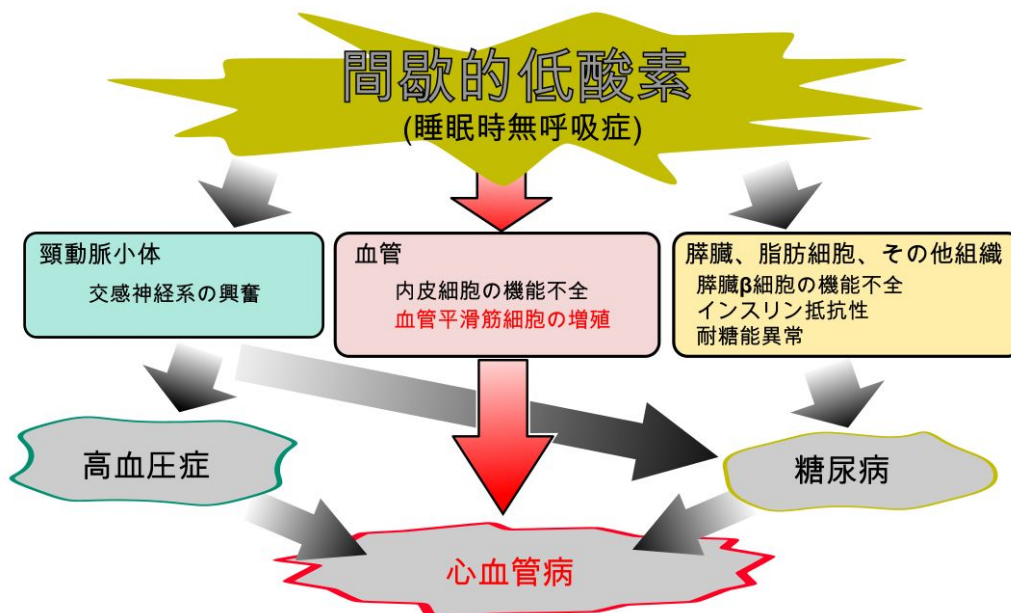 間歇的低酸素
(睡眠時無呼吸症)
頸動脈小体
交感神経系の興奮
血管
内皮細胞の機能不全
血管平滑筋細胞の増殖
膵臓、脂肪細胞、その他組織
膵臓β細胞の機能不全
インスリン抵抗性
耐糖能異常
高血圧症
糖尿病
心血管病